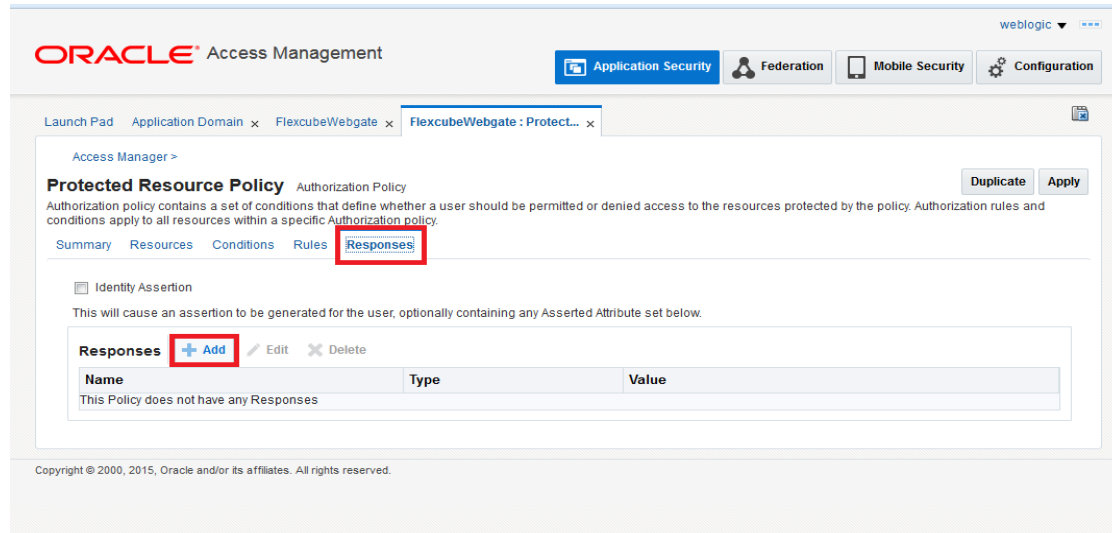 weblogic
ORACLE Access Management
Application Security Federation Mobile Security Configuration
Launch Pad Application Domain x FlexcubeWebgate x FlexcubeWebgate : Protect... x
Access Manager >
Protected Resource Policy Authorization Policy
Duplicate Apply
Authorization policy contains a set of conditions that define whether a user should be permitted or denied access to the resources protected by the policy. Authorization rules and
conditions apply to all resources within a specific Authorization policy.
Summary Resources Conditions Rules Responses
Identity Assertion
This will cause an assertion to be generated for the user, optionally containing any Asserted Attribute set below.
Responses Add Edit Delete
Name Type Value
This Policy does not have any Responses
Copyright © 2000, 2015, Oracle and/or its affiliates. All rights reserved.